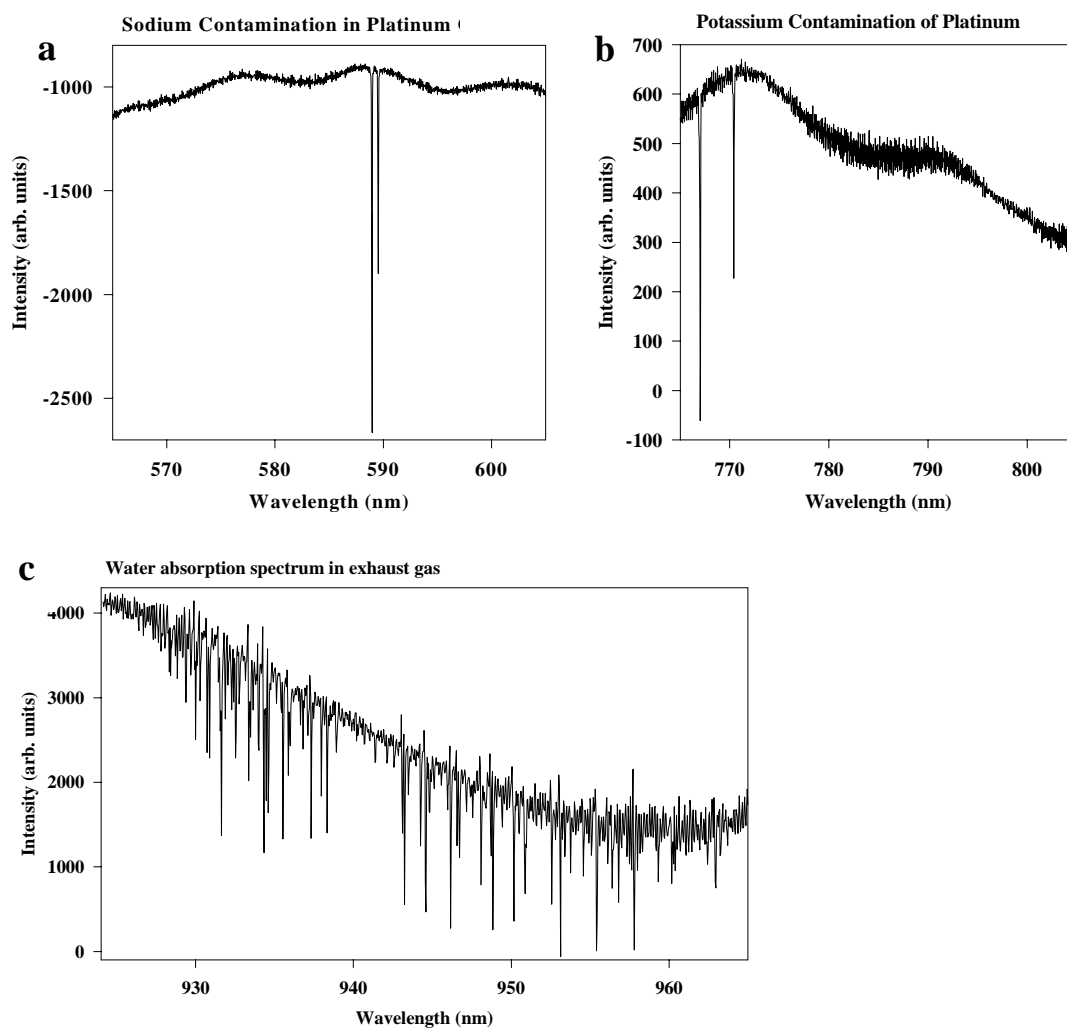 Sodium Contamination in Platinum
a
-1000
-1500
-2000
-2500
570 580 590 600
Intensity (arb. units)
Wavelength (nm)
Potassium Contamination of Platinum
b
700
600
500
400
300
200
100
0
-100
770 780 790 800
Intensity (arb. units)
Wavelength (nm)
c
Water absorption spectrum in exhaust gas
4000
3000
2000
1000
0
930 940 950 960
Intensity (arb. units)
Wavelength (nm)